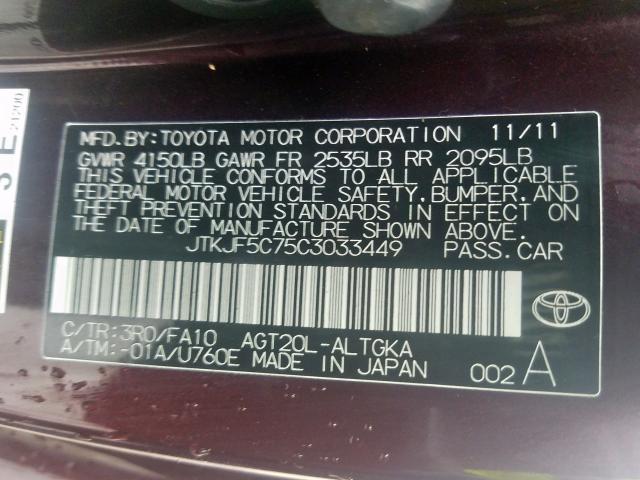 MFD.BY:TOYOTA MOTOR CORPORATION 11/11
GVWR 4150LB GAWR FR 2535LB RR 2095LB
THIS VEHICLE CONFORMS TO ALL APPLICABLE
FEDERAL MOTOR VEHICLE SAFETY,BUMPER,AND
THEFT PREVENTION STANDARDS IN EFFECT ON
THE DATE OF MANUFACTURE SHOWN ABOVE.
JTKJF5C75C3033449 PASS.CAR
C/TR:3R0/FA10 AGT20L-ALTGKA
A/TM:-01A/U760E MADE IN JAPAN
002 A
21200